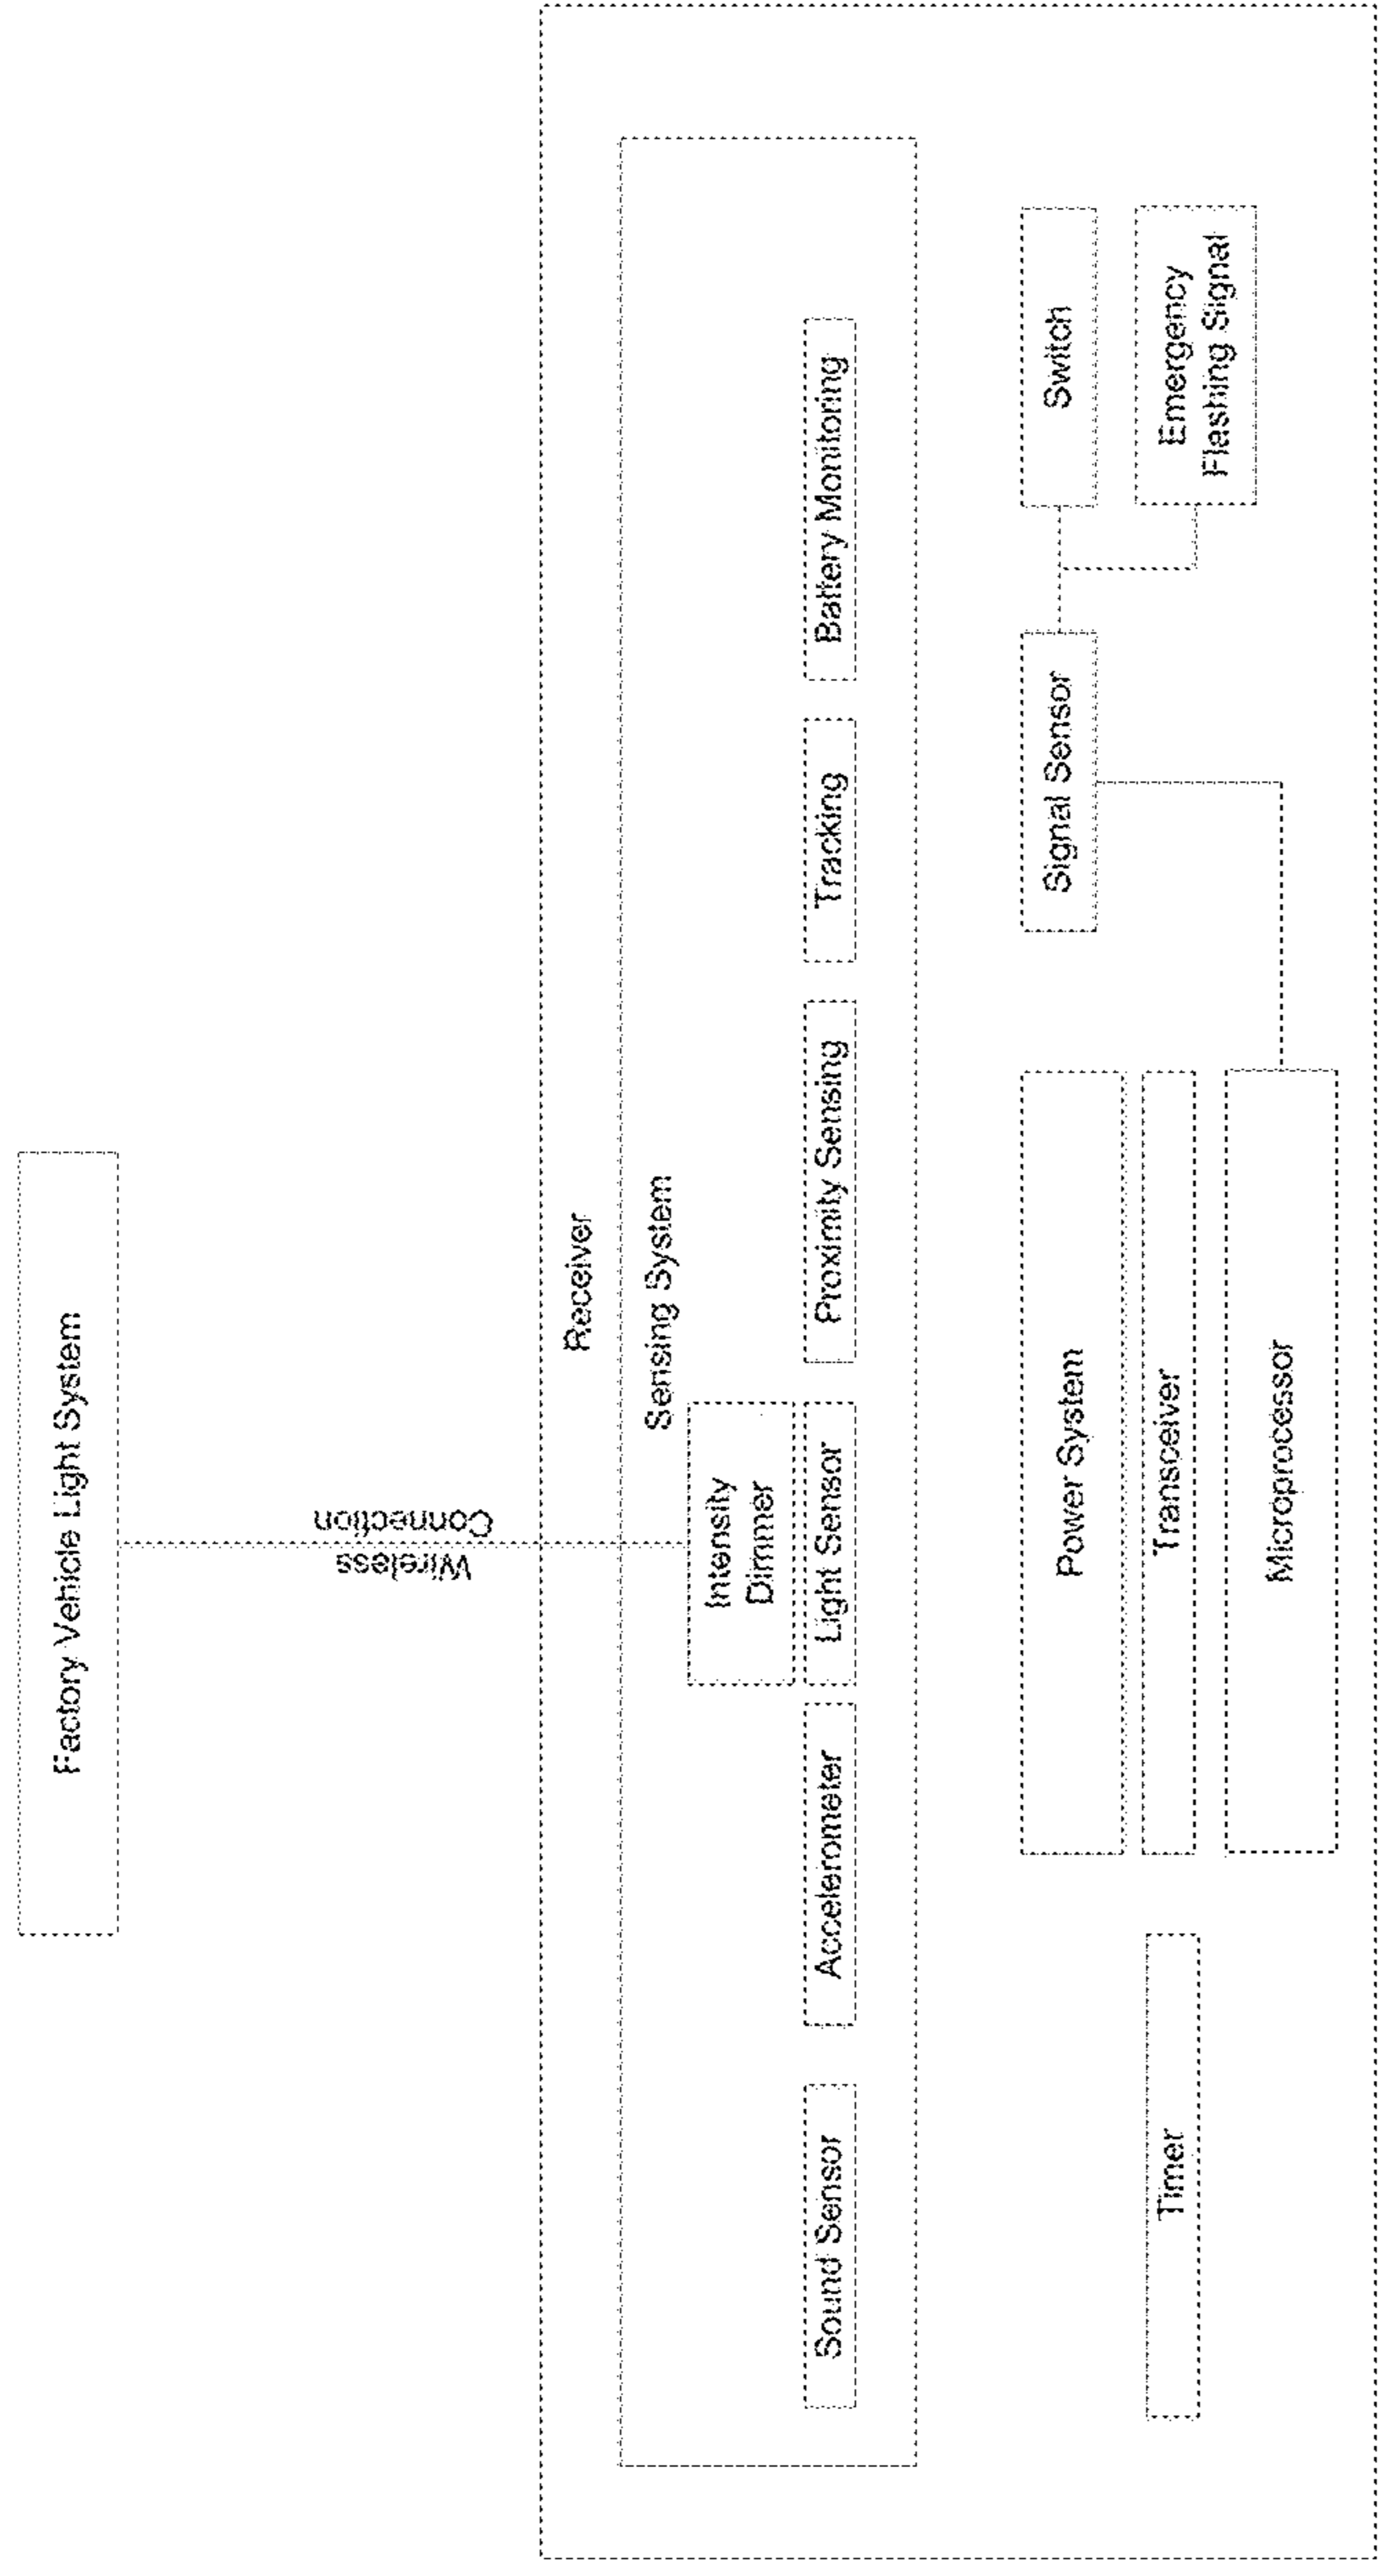 Factory Vehicle Light System
Wireless
Connection
Receiver
Sensing System
Intensity
Dimmer
Sound Sensor
Accelerometer
Light Sensor
Proximity Sensing
Tracking
Battery Monitoring
Timer
Power System
Transceiver
Microprocessor
Signal Sensor
Switch
Emergency
Flashing Signal